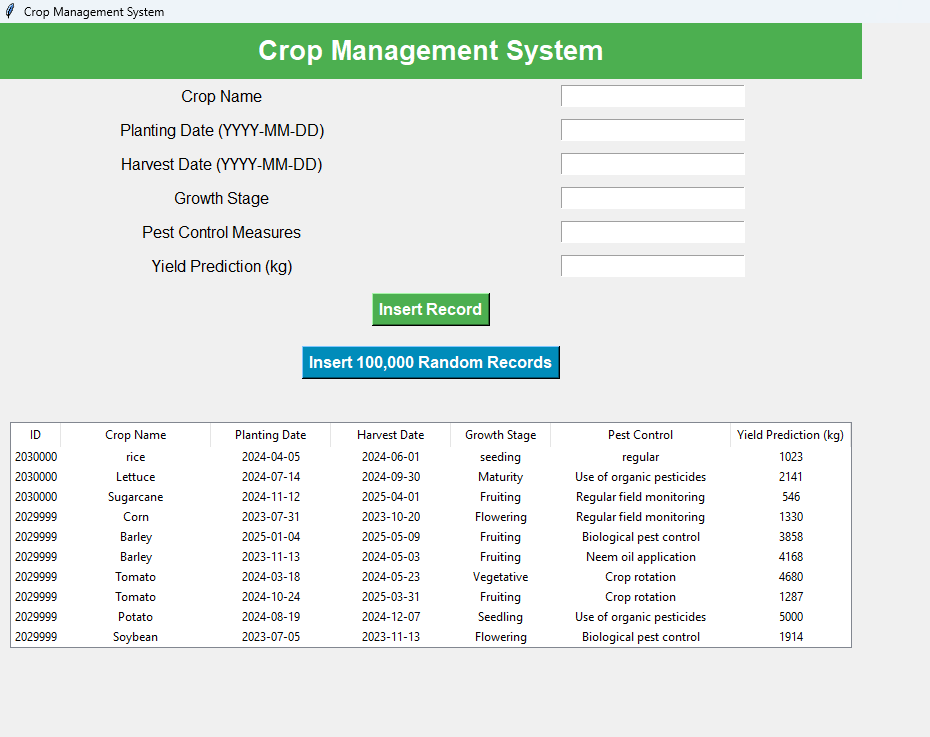 Crop Management System
Crop Management System
Crop Name
Planting Date (YYYY-MM-DD)
Harvest Date (YYYY-MM-DD)
Growth Stage
Pest Control Measures
Yield Prediction (kg)
Insert Record
Insert 100,000 Random Records
ID Crop Name Planting Date Harvest Date Growth Stage Pest Control Yield Prediction (kg)
2030000 rice 2024-04-05 2024-06-01 seeding regular 1023
2030000 Lettuce 2024-07-14 2024-09-30 Maturity Use of organic pesticides 2141
2030000 Sugarcane 2024-11-12 2025-04-01 Fruiting Regular field monitoring 546
2029999 Corn 2023-07-31 2023-10-20 Flowering Regular field monitoring 1330
2029999 Barley 2025-01-04 2025-05-09 Fruiting Biological pest control 3858
2029999 Barley 2023-11-13 2024-05-03 Fruiting Neem oil application 4168
2029999 Tomato 2024-03-18 2024-05-23 Vegetative Crop rotation 4680
2029999 Tomato 2024-10-24 2025-03-31 Fruiting Crop rotation 1287
2029999 Potato 2024-08-19 2024-12-07 Seedling Use of organic pesticides 5000
2029999 Soybean 2023-07-05 2023-11-13 Flowering Biological pest control 1914